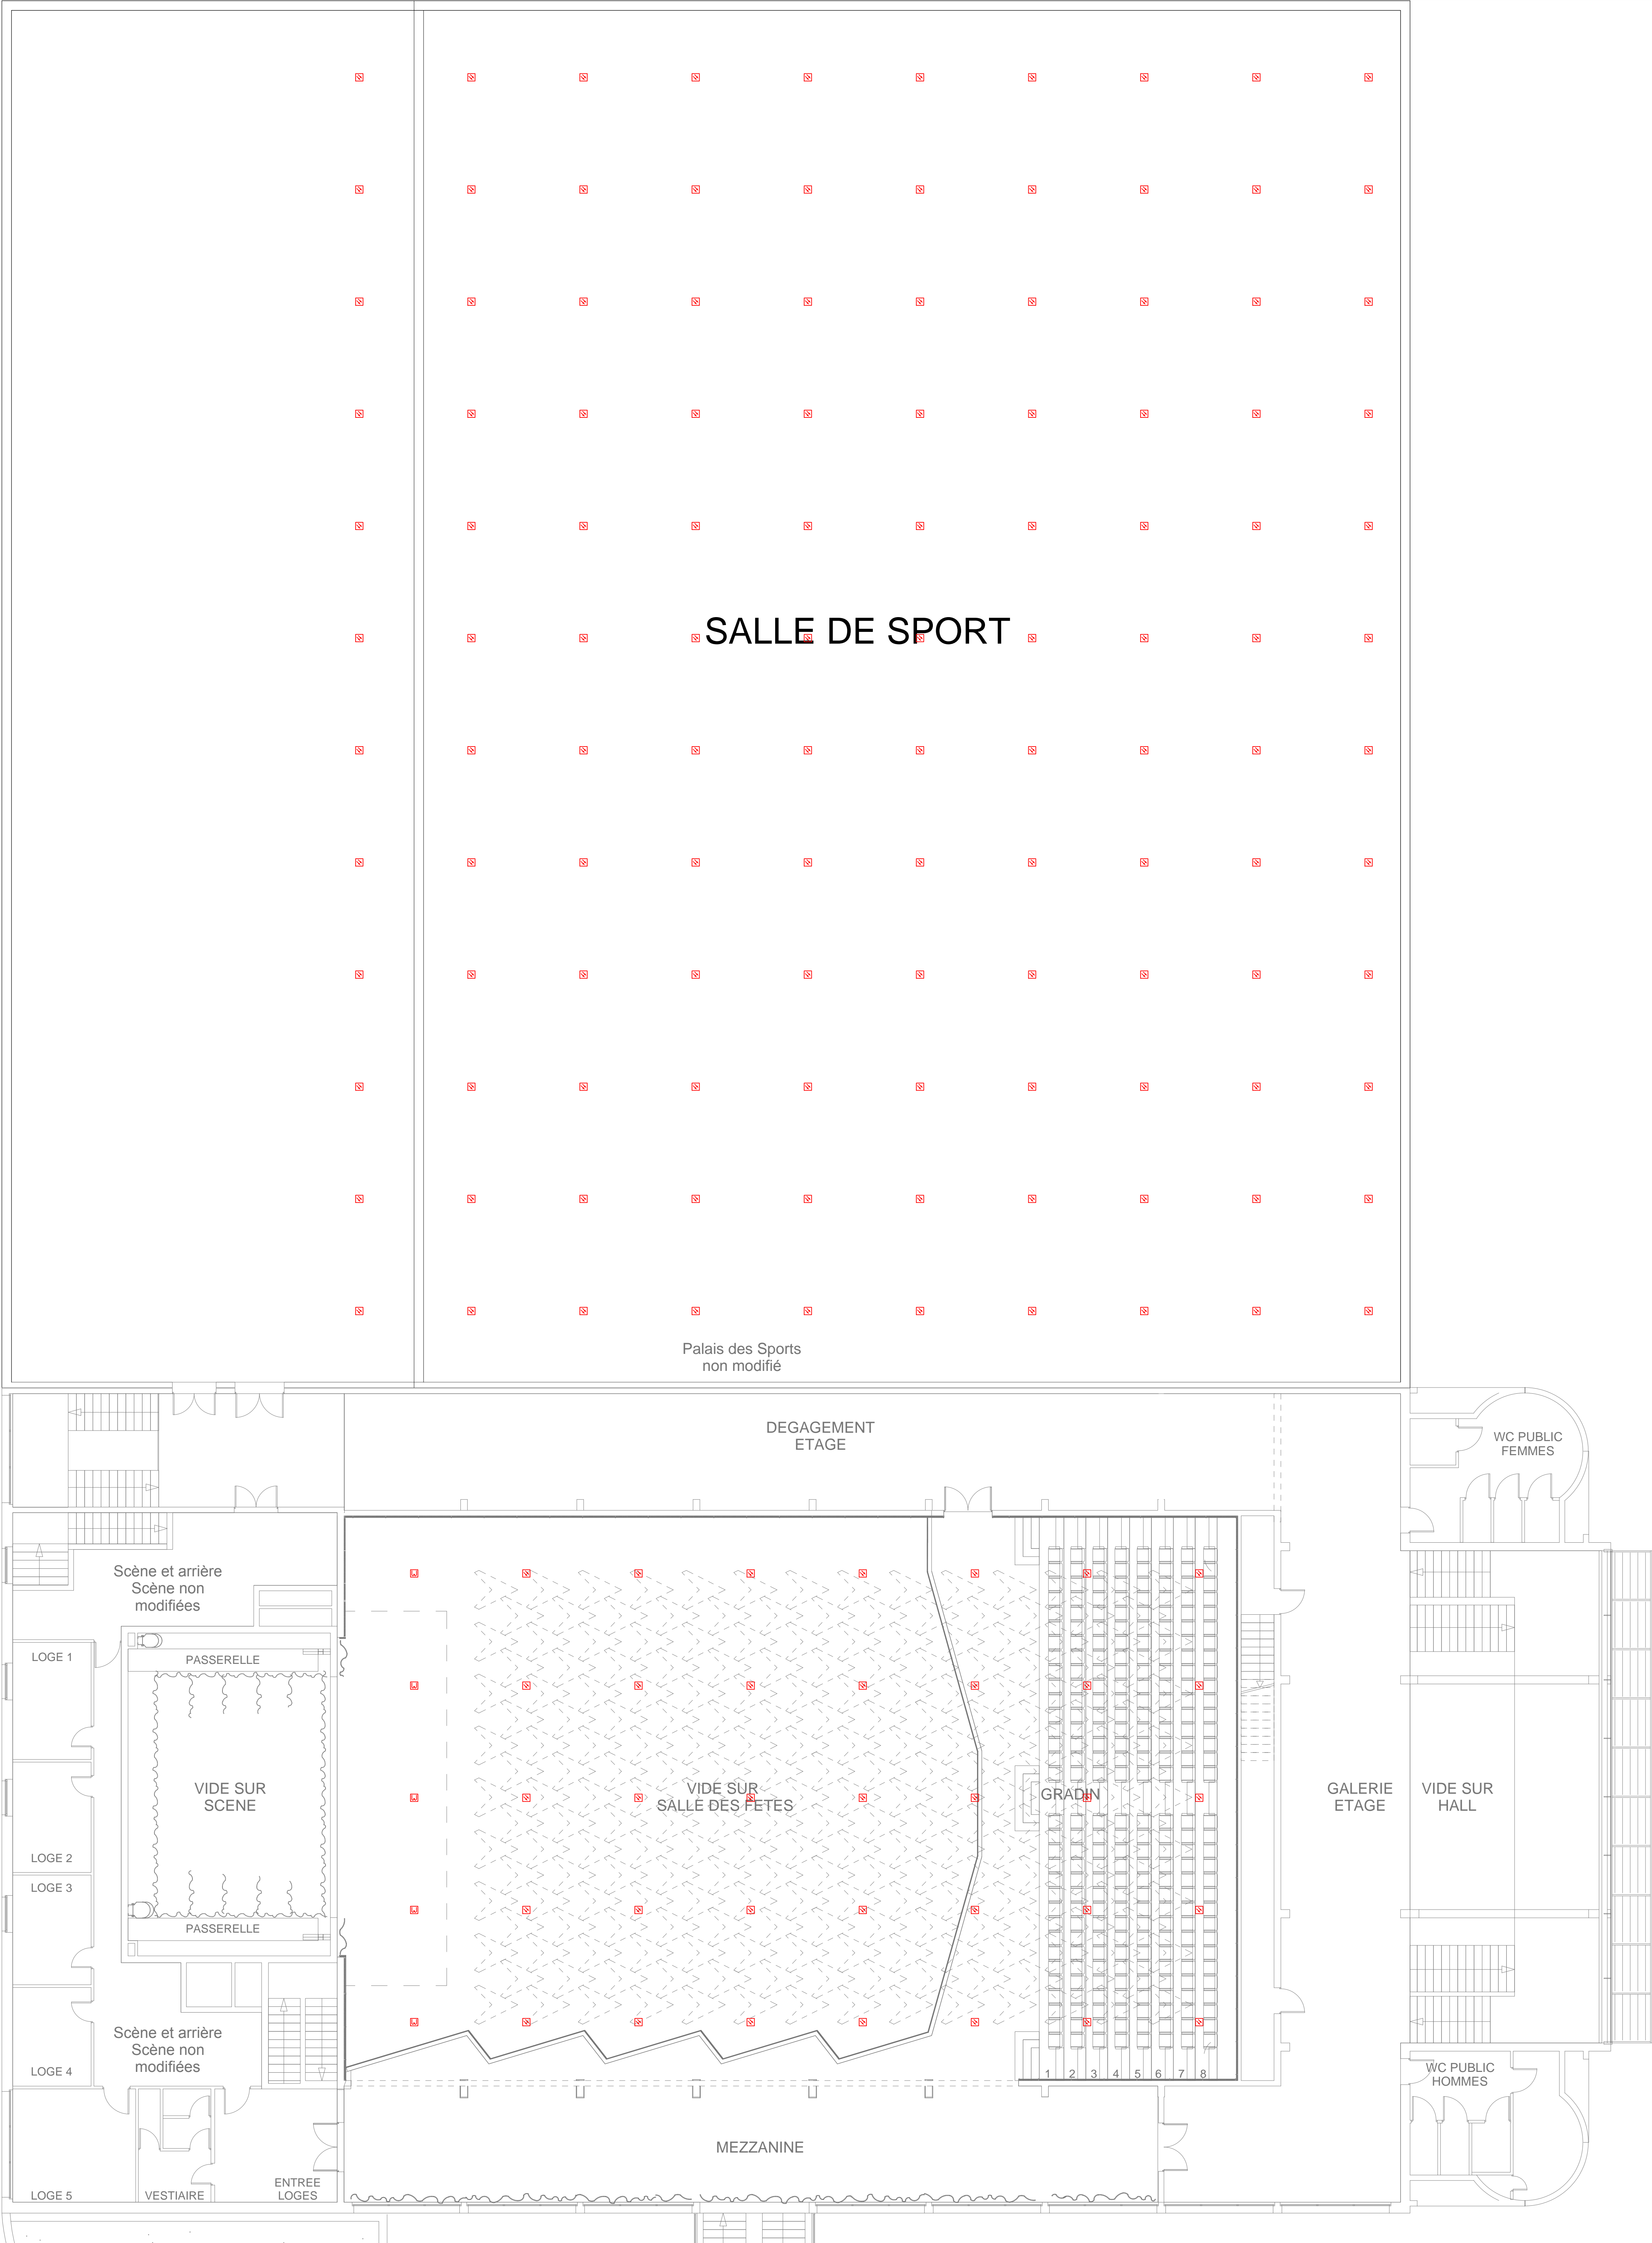 SALLE DE SPORT
Palais des Sports
non modifié
DEGAGEMENT
ETAGE
WC PUBLIC
FEMMES
Scène et arrière
Scène non
modifiées
LOGE 1
PASSERELLE
VIDE SUR
SCENE
VIDE SUR
SALLE DES FETES
GRADIN
GALERIE
ETAGE
VIDE SUR
HALL
LOGE 2
LOGE 3
PASSERELLE
Scène et arrière
Scène non
modifiées
LOGE 4
1 2 3 4 5 6 7 8
WC PUBLIC
HOMMES
MEZZANINE
LOGE 5
VESTIAIRE
ENTREE
LOGES